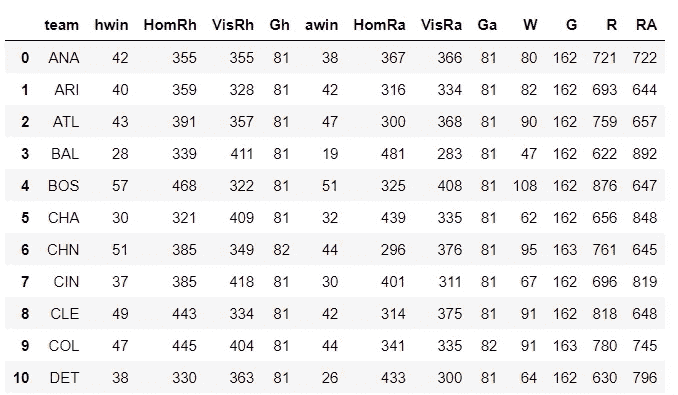 team hwin HomRh VisRh Gh awin HomRa VisRa Ga W G R RA
0 ANA 42 355 355 81 38 367 366 81 80 162 721 722
1 ARI 40 359 328 81 42 316 334 81 82 162 693 644
2 ATL 43 391 357 81 47 300 368 81 90 162 759 657
3 BAL 28 339 411 81 19 481 283 81 47 162 622 892
4 BOS 57 468 322 81 51 325 408 81 108 162 876 647
5 CHA 30 321 409 81 32 439 335 81 62 162 656 848
6 CHN 51 385 349 82 44 296 376 81 95 163 761 645
7 CIN 37 385 418 81 30 401 311 81 67 162 696 819
8 CLE 49 443 334 81 42 314 375 81 91 162 818 648
9 COL 47 445 404 81 44 341 335 82 91 163 780 745
10 DET 38 330 363 81 26 433 300 81 64 162 630 796